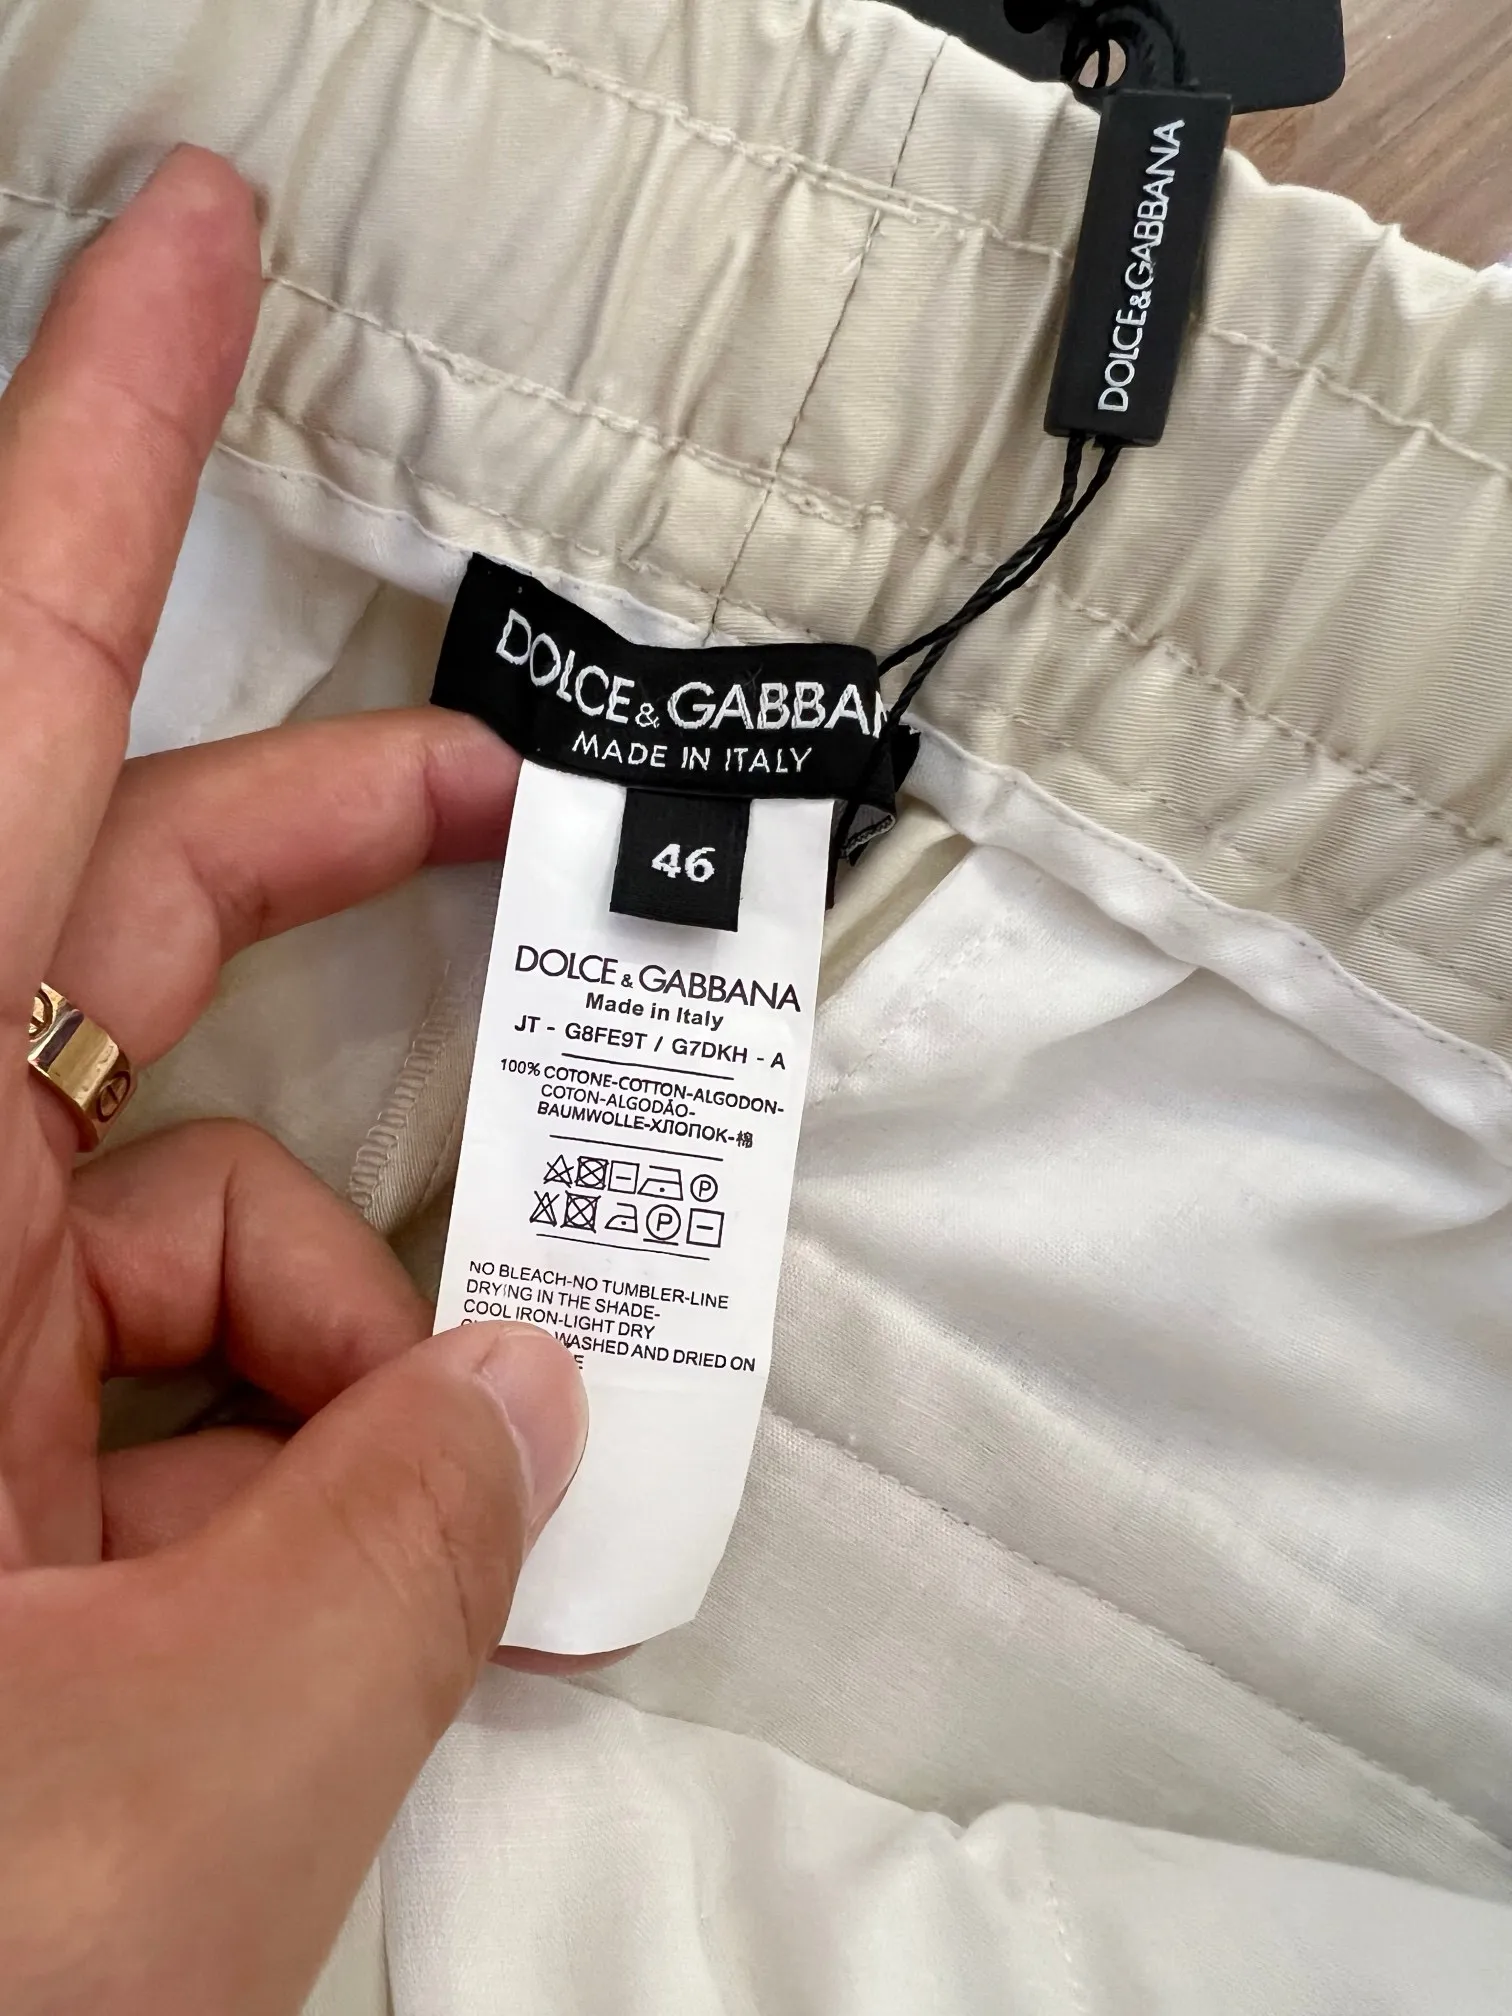 DOLCE&GABBANA
DOLCE & GABBAN
MADE IN ITALY
46
DOLCE & GABBANA
Made in Italy
JT - G8FE9T / G7DKH - A
100% COTONE-COTTON-ALGODON-
COTON-ALGODÃO-
BAUMWOLLE-ХЛОПОК-棉
P
P
NO BLEACH-NO TUMBLER-LINE
DRYING IN THE SHADE-
COOL IRON-LIGHT DRY
WASHED AND DRIED ON